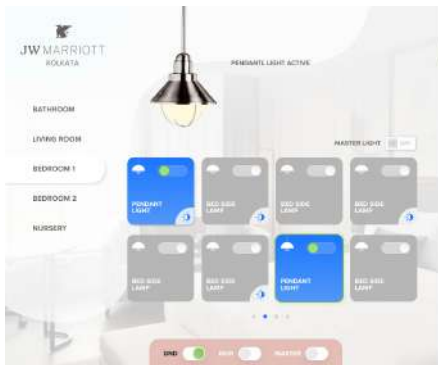 JW MARRIOTT
KOLKATA
PENDANTL LIGHT ACTIVE
BATHROOM
LIVING ROOM
MASTER LIGHT
BEDROOM 1
BEDROOM 2
NURSERY
PENDANT
LIGHT
BED SIDE
LAMP
BED SIDE
LAMP
BED SIDE
LAMP
BED SIDE
LAMP
BED SIDE
LAMP
PENDANT
LIGHT
BED SIDE
LAMP
DND
MASTER